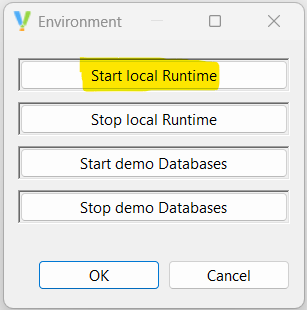 Environment
Start local Runtime
Stop local Runtime
Start demo Databases
Stop demo Databases
OK
Cancel